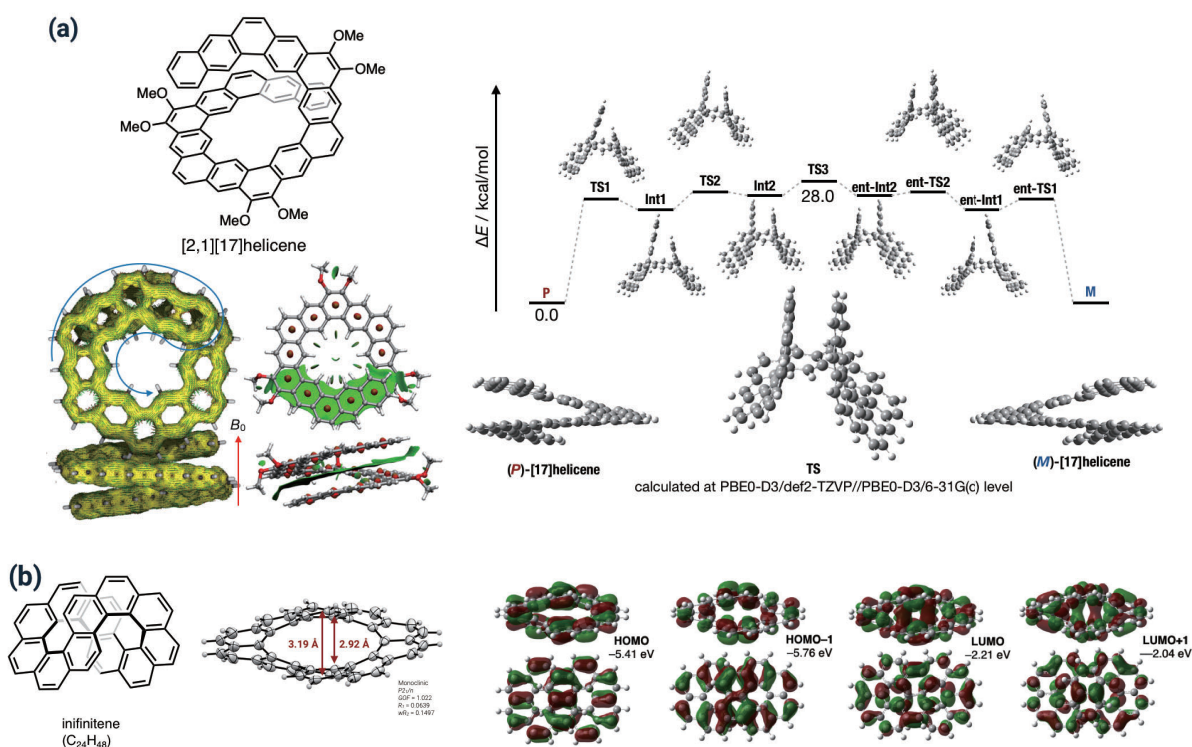 (a)
OMe
OMe
MeO
MeO
OMe
OMe
[2,1][17]helicene
B0
ΔE / kcal/mol
P
0.0
TS1
Int1
TS2
Int2
TS3
28.0
ent-Int2
ent-TS2
ent-Int1
ent-TS1
M
(P)-[17]helicene
TS
(M)-[17]helicene
calculated at PBE0-D3/def2-TZVP//PBE0-D3/6-31G(c) level
(b)
inifinitene
(C24H48)
3.19 Å
2.92 Å
Monoclinic
P21/n
GOF = 1.022
R1 = 0.0639
wR2 = 0.1497
HOMO
–5.41 eV
HOMO–1
–5.76 eV
LUMO
–2.21 eV
LUMO+1
—2.04 eV